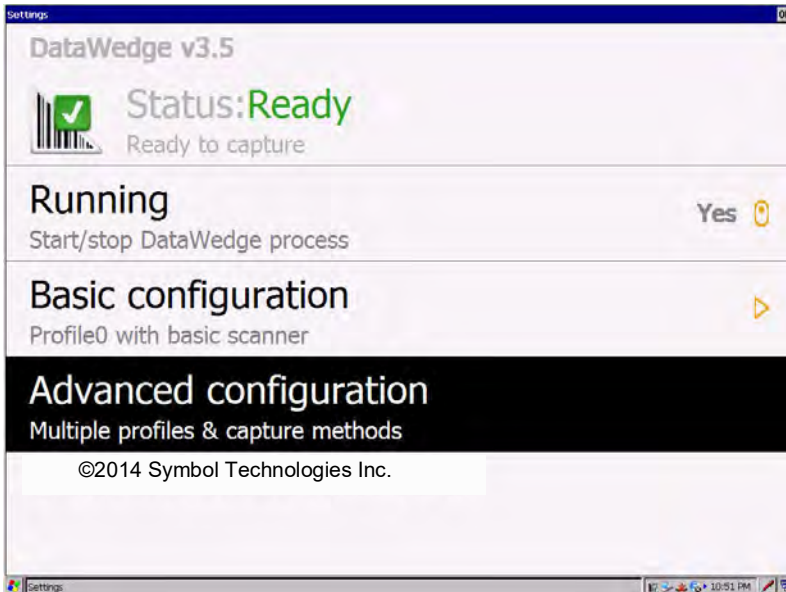 Settings
DataWedge v3.5
Status:Ready
Ready to capture
Running
Yes
Start/stop DataWedge process
Basic configuration
Profile0 with basic scanner
Advanced configuration
Multiple profiles & capture methods
©2014 Symbol Technologies Inc.
Settings
10:51 PM